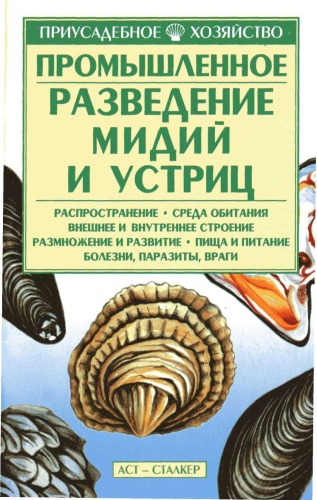 ПРИУСАДЕБНОЕ ХОЗЯЙСТВО
ПРОМЫШЛЕННОЕ
РАЗВЕДЕНИЕ
МИДИЙ
И УСТРИЦ
РАСПРОСТРАНЕНИЕ • СРЕДА ОБИТАНИЯ
ВНЕШНЕЕ И ВНУТРЕННЕЕ СТРОЕНИЕ
РАЗМНОЖЕНИЕ И РАЗВИТИЕ • ПИЩА И ПИТАНИЕ
БОЛЕЗНИ, ПАРАЗИТЫ, ВРАГИ
АСТ – СТАЛКЕР